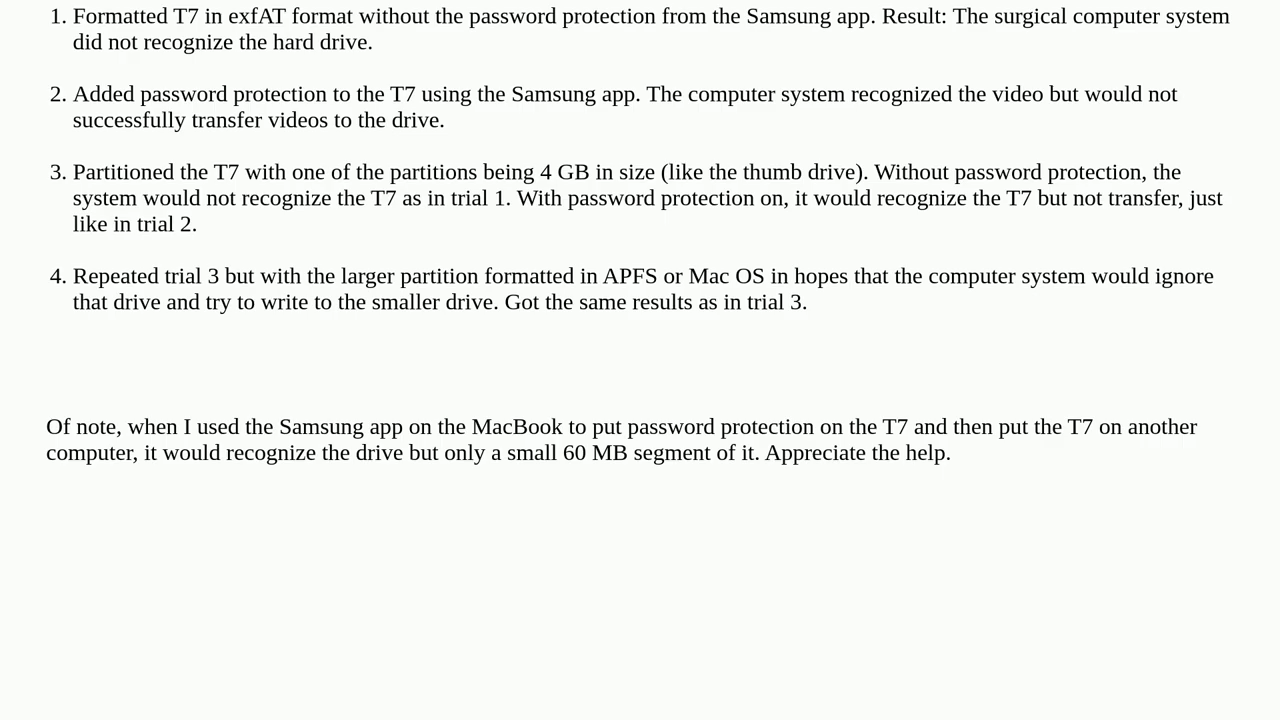 1. Formatted T7 in exfAT format without the password protection from the Samsung app. Result: The surgical computer system
did not recognize the hard drive.
2. Added password protection to the T7 using the Samsung app. The computer system recognized the video but would not
successfully transfer videos to the drive.
3. Partitioned the T7 with one of the partitions being 4 GB in size (like the thumb drive). Without password protection, the
system would not recognize the T7 as in trial 1. With password protection on, it would recognize the T7 but not transfer, just
like in trial 2.
4. Repeated trial 3 but with the larger partition formatted in APFS or Mac OS in hopes that the computer system would ignore
that drive and try to write to the smaller drive. Got the same results as in trial 3.
Of note, when I used the Samsung app on the MacBook to put password protection on the T7 and then put the T7 on another
computer, it would recognize the drive but only a small 60 MB segment of it. Appreciate the help.